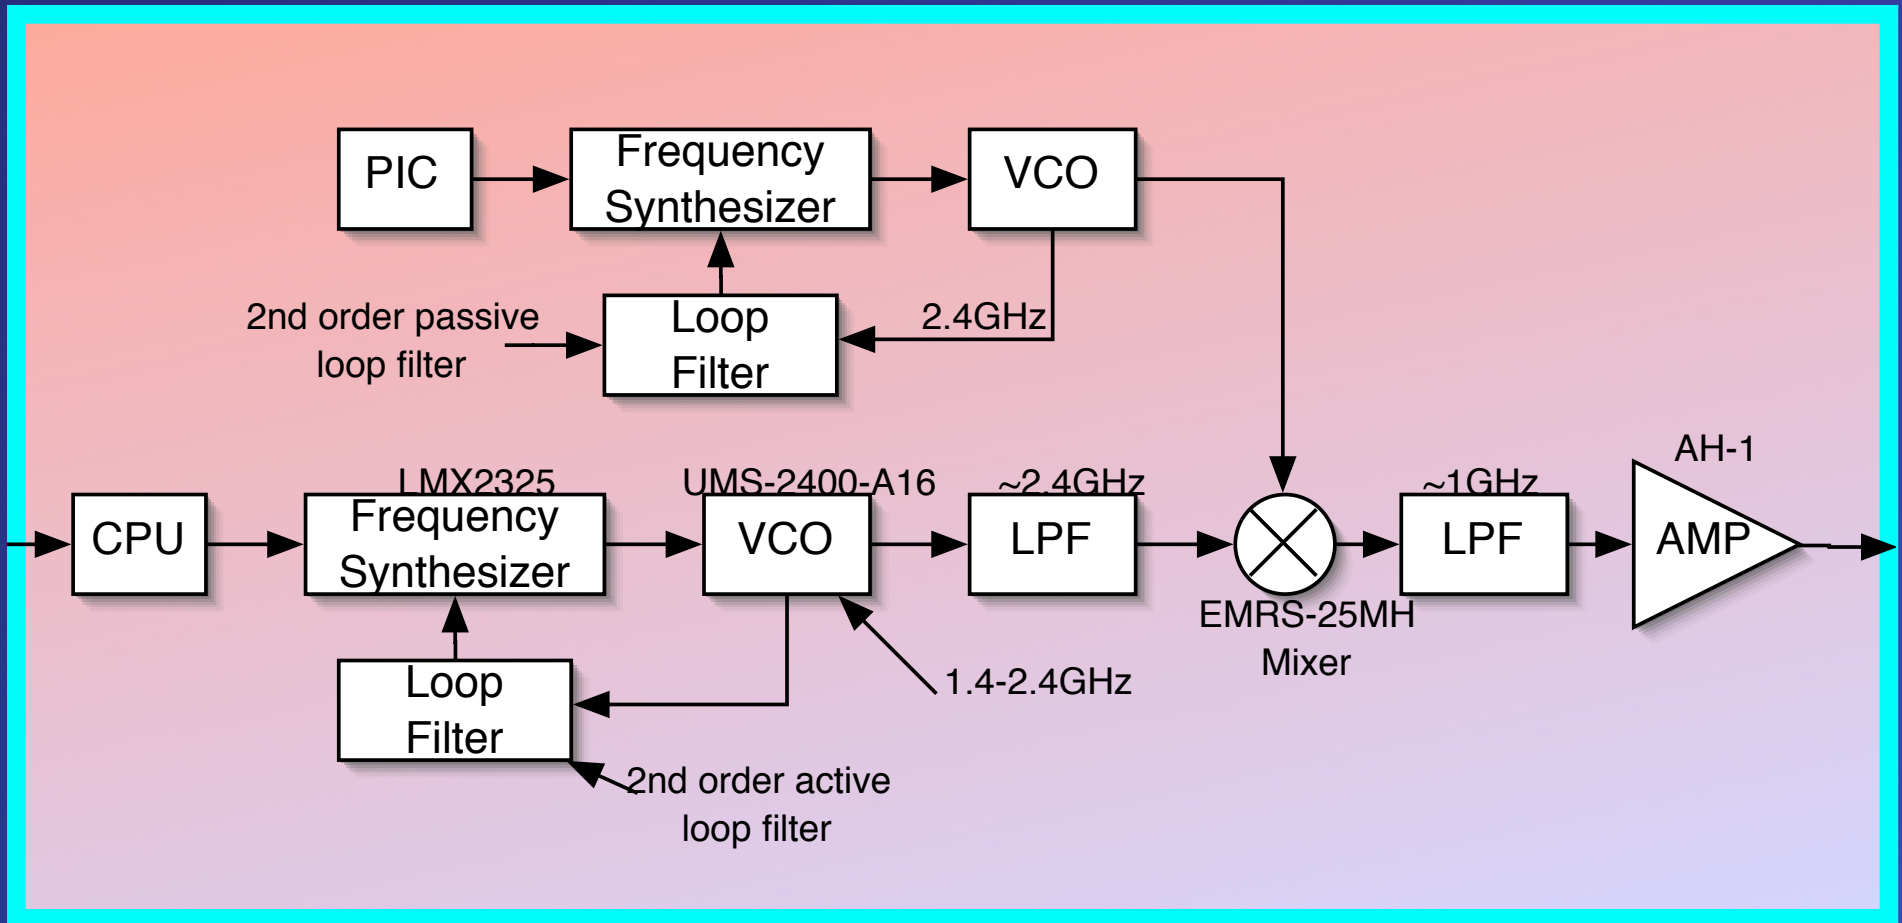 PIC
Frequency
Synthesizer
VCO
2nd order passive
loop filter
Loop
Filter
2.4GHz
AH-1
LMX2325
UMS-2400-A16
~2.4GHz
~1GHz
CPU
Frequency
Synthesizer
VCO
LPF
LPF
AMP
EMRS-25MH
Mixer
Loop
Filter
1.4-2.4GHz
2nd order active
loop filter